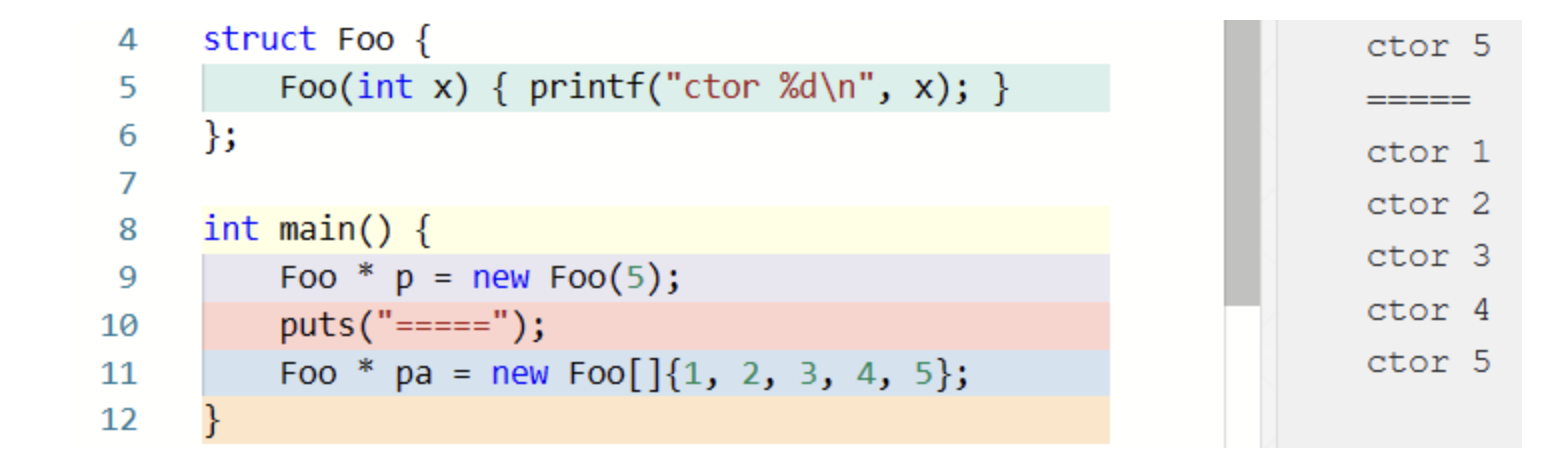 4 struct Foo {
5 Foo(int x) { printf("ctor %d\n", x); }
6 };
7
8 int main() {
9 Foo * p = new Foo(5);
10 puts("=====");
11 Foo * pa = new Foo[]{1, 2, 3, 4, 5};
12 }
ctor 5
=====
ctor 1
ctor 2
ctor 3
ctor 4
ctor 5